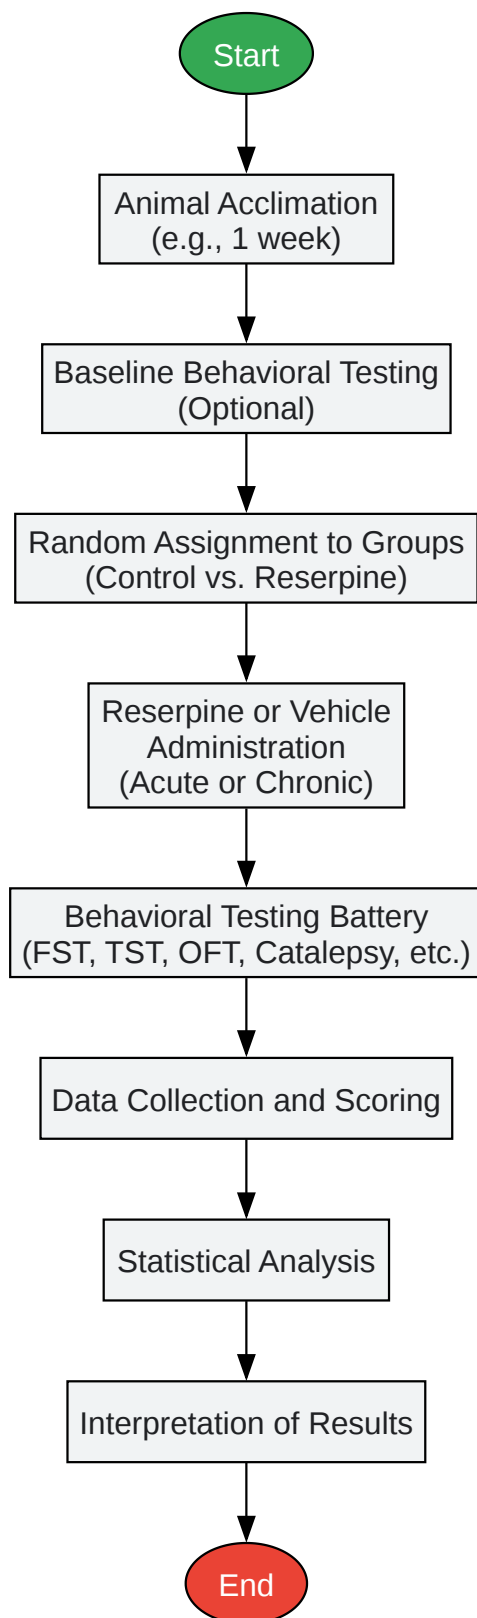 Start
Animal Acclimation
(e.g., 1 week)
Baseline Behavioral Testing
(Optional)
Random Assignment to Groups
(Control vs. Reserpine)
Reserpine or Vehicle
Administration
(Acute or Chronic)
Behavioral Testing Battery
(FST, TST, OFT, Catalepsy, etc.)
Data Collection and Scoring
Statistical Analysis
Interpretation of Results
End